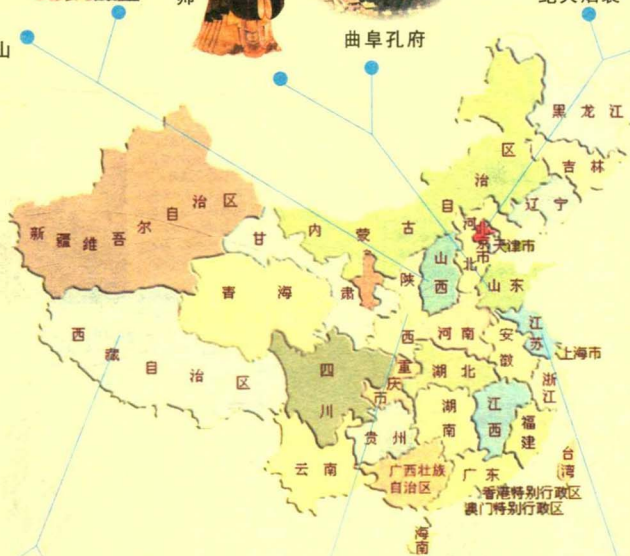 师
山
曲阜孔府
黑龙江
吉林
辽宁
内蒙古自治区
新疆维吾尔自治区
甘肃
青海
西藏自治区
四川
陕西
山西
河北
北京市
天津市
山东
河南
江苏
安徽
上海市
重庆市
湖北
浙江
湖南
江西
福建
贵州
云南
广西壮族
自治区
广东
台湾
香港特别行政区
澳门特别行政区
海南